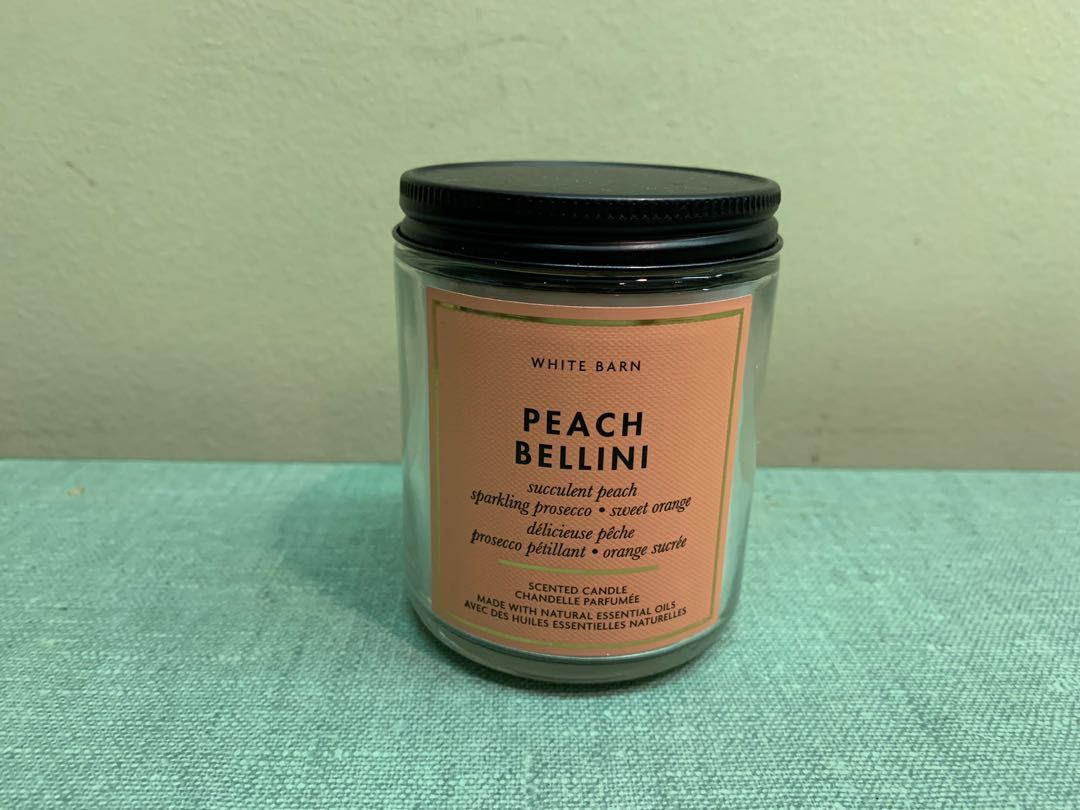 WHITE BARN
PEACH
BELLINI
succulent peach
sparkling prosecco • sweet orange
délicieuse pêche
prosecco pétillant • orange sucrée
SCENTED CANDLE
CHANDELLE PARFUMÉE
MADE WITH NATURAL ESSENTIAL OILS
AVEC DES HUILES ESSENTIELLES NATURELLES